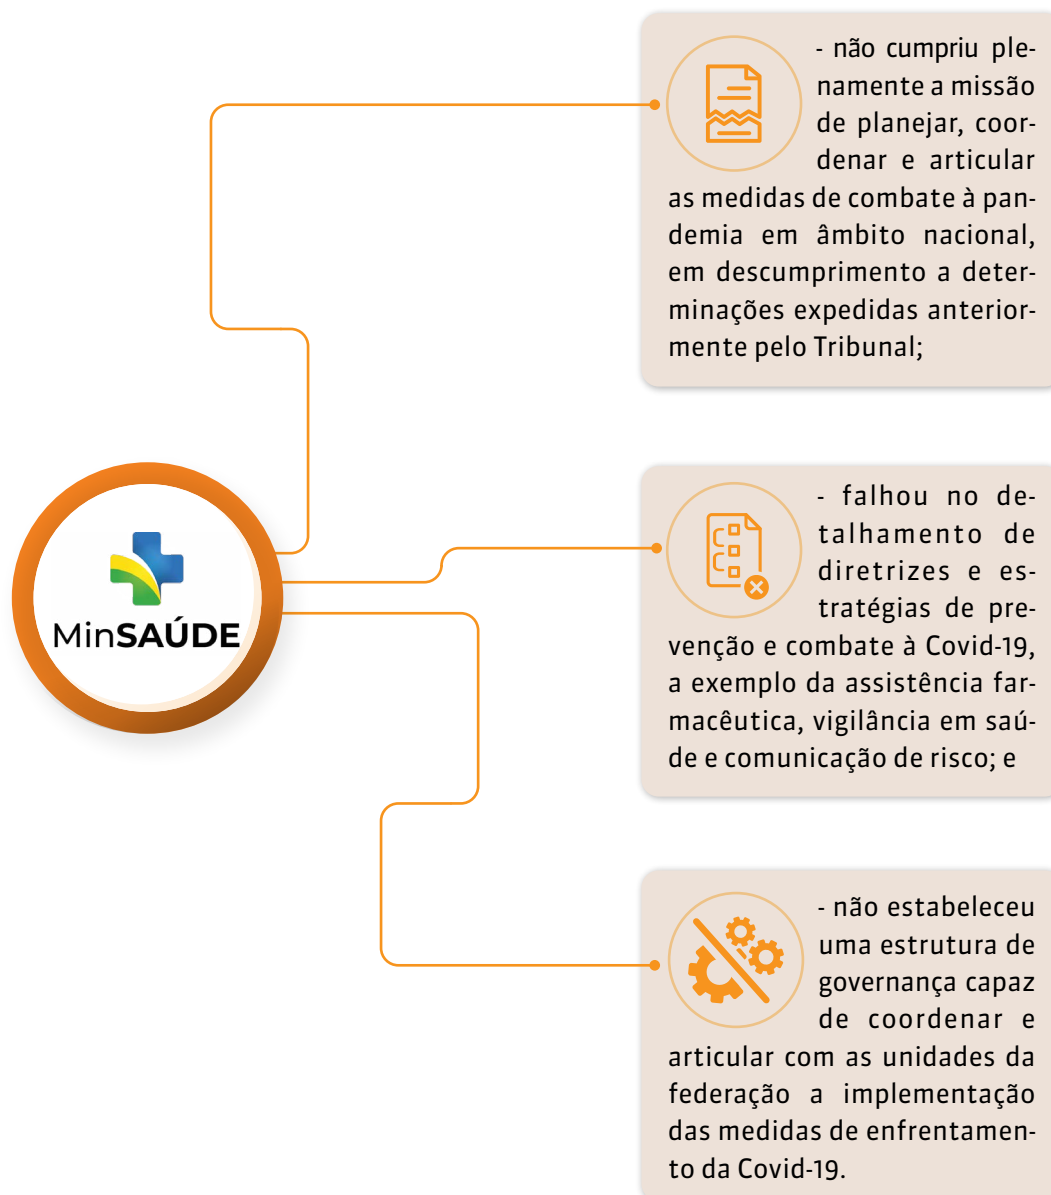 - não cumpriu ple-
namente a missão
de planejar, coor-
denar e articular
as medidas de combate à pan-
demia em âmbito nacional,
em descumprimento a deter-
minações expedidas anterior-
mente pelo Tribunal;
- falhou no de-
talhamento de
diretrizes e es-
tratégias de pre-
venção e combate à Covid-19,
a exemplo da assistência far-
macêutica, vigilância em saú-
de e comunicação de risco; e
MinSAÚDE
- não estabeleceu
uma estrutura de
governança capaz
de coordenar e
articular com as unidades da
federação a implementação
das medidas de enfrentamen-
to da Covid-19.